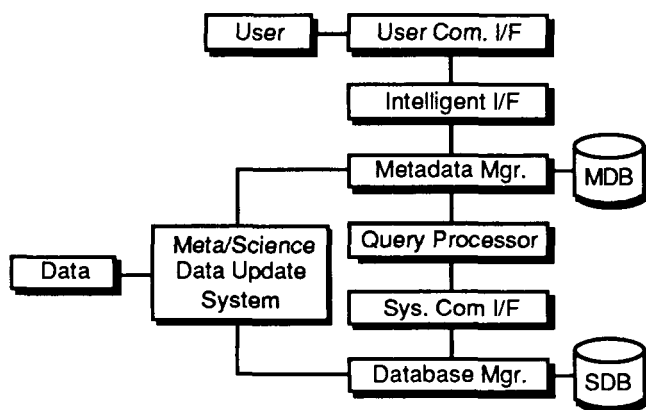 User
User Com. I/F
Intelligent I/F
Metadata Mgr.
MDB
Meta/Science
Data Update
System
Query Processor
Data
Sys. Com I/F
Database Mgr.
SDB